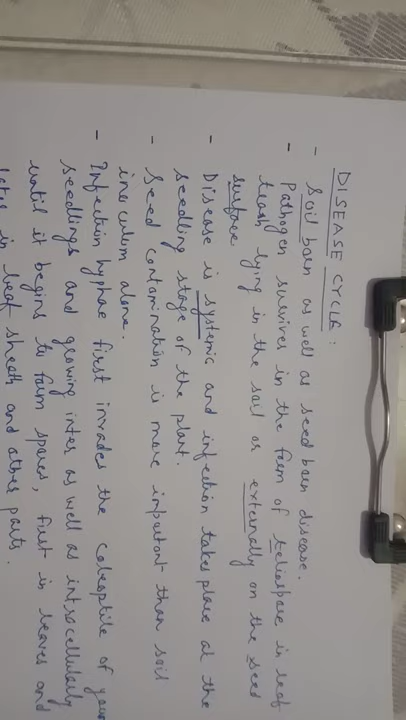 DISEASE CYCLE :
- Soil born as well as seed born disease.
- Pathogen survives in the form of teliospore in leaf
trash lying in the soil or externally on the seed
surface
- Disease is systemic and infection takes place at the
seedling stage of the plant.
- Seed contamination is more important than soil
inoculum alone.
- Infection hyphae first invades the coleoptile of
seedlings and growing inter as well as intracellularly
until it begins to form spores, first in leaves and
later in leaf sheath and other parts.